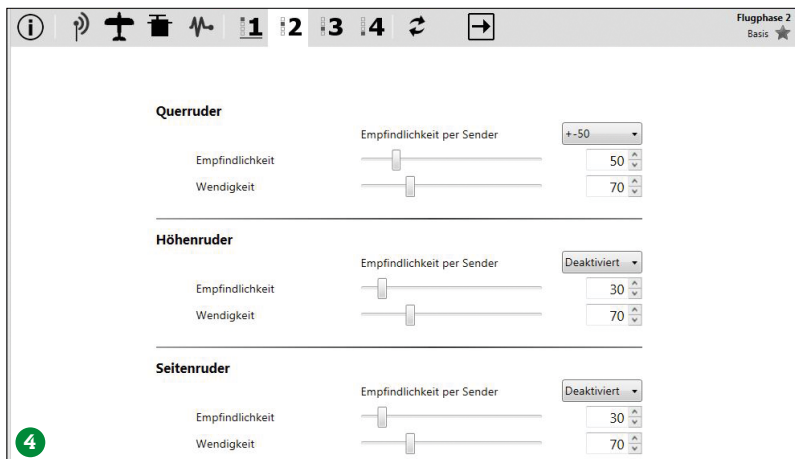 1 2 3 4
Flugphase 2
Basis
Querruder
Empfindlichkeit per Sender +-50
Empfindlichkeit 50
Wendigkeit 70
Höhenruder
Empfindlichkeit per Sender Deaktiviert
Empfindlichkeit 30
Wendigkeit 70
Seitenruder
Empfindlichkeit per Sender Deaktiviert
Empfindlichkeit 30
Wendigkeit 70
4